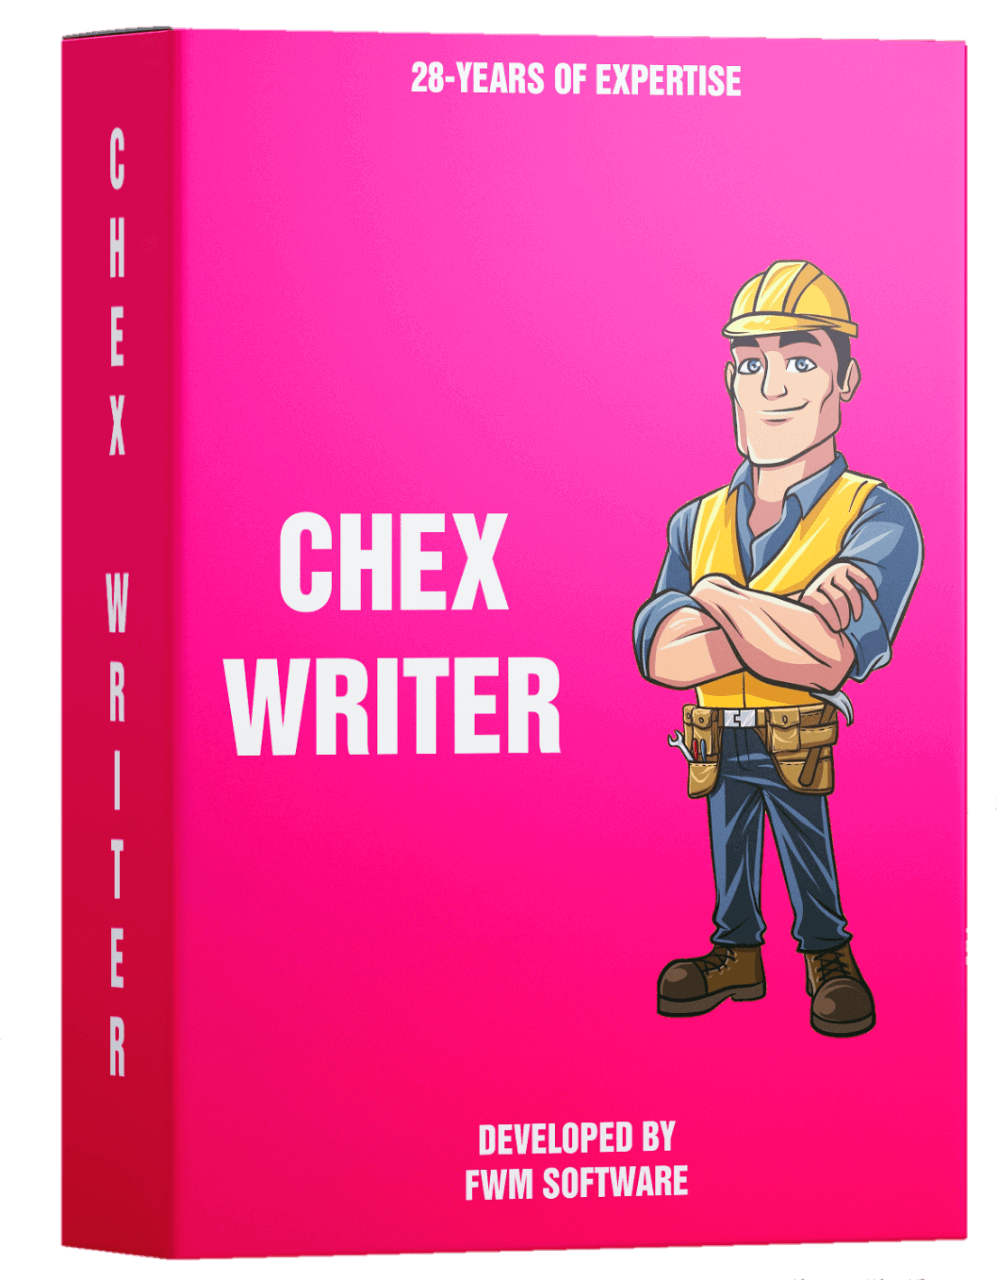 28-YEARS OF EXPERTISE
CHEX WRITER
CHEX
WRITER
DEVELOPED BY
FWM SOFTWARE